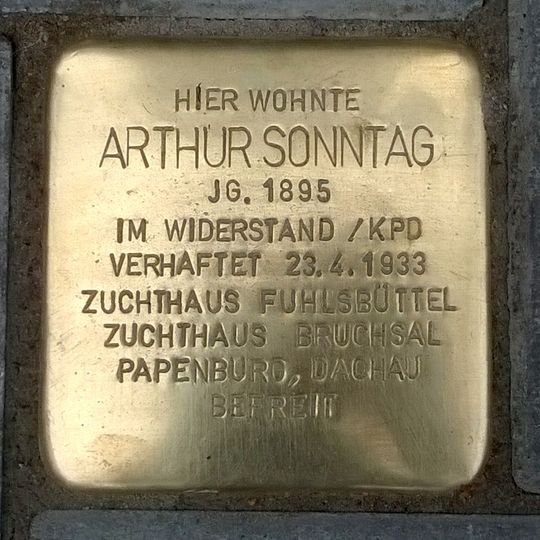 HIER WOHNTE
ARTHUR SONNTAG
JG. 1895
IM WIDERSTAND / KPD
VERHAFTET 23.4.1933
ZUCHTHAUS FUHLSBÜTTEL
ZUCHTHAUS BRUCHSAL
PAPENBURG, DACHAU
BEFREIT